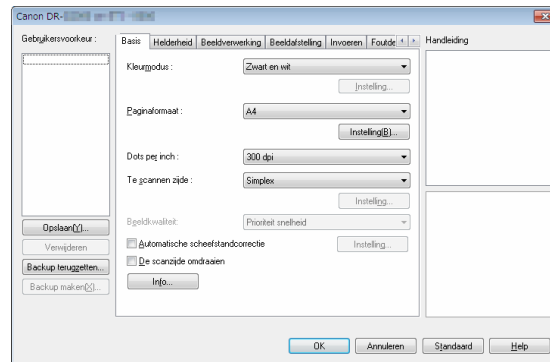 Canon DR-
Gebruikersvoorkeur :
Opslaan(Y)...
Verwijderen
Backup terugzetten...
Backup maken(X)...
Basis Helderheid Beeldverwerking Beeldafstelling Invoeren Foutde
Kleurmodus : Zwart en wit
Instelling...
Paginaformaat : A4
Instelling(B)...
Dots per inch : 300 dpi
Te scannen zijde : Simplex
Instelling...
Beeldkwaliteit: Prioriteit snelheid
Automatische scheefstandcorrectie Instelling...
De scanzijde omdraaien
Info...
Handleiding
OK Annuleren Standaard Help